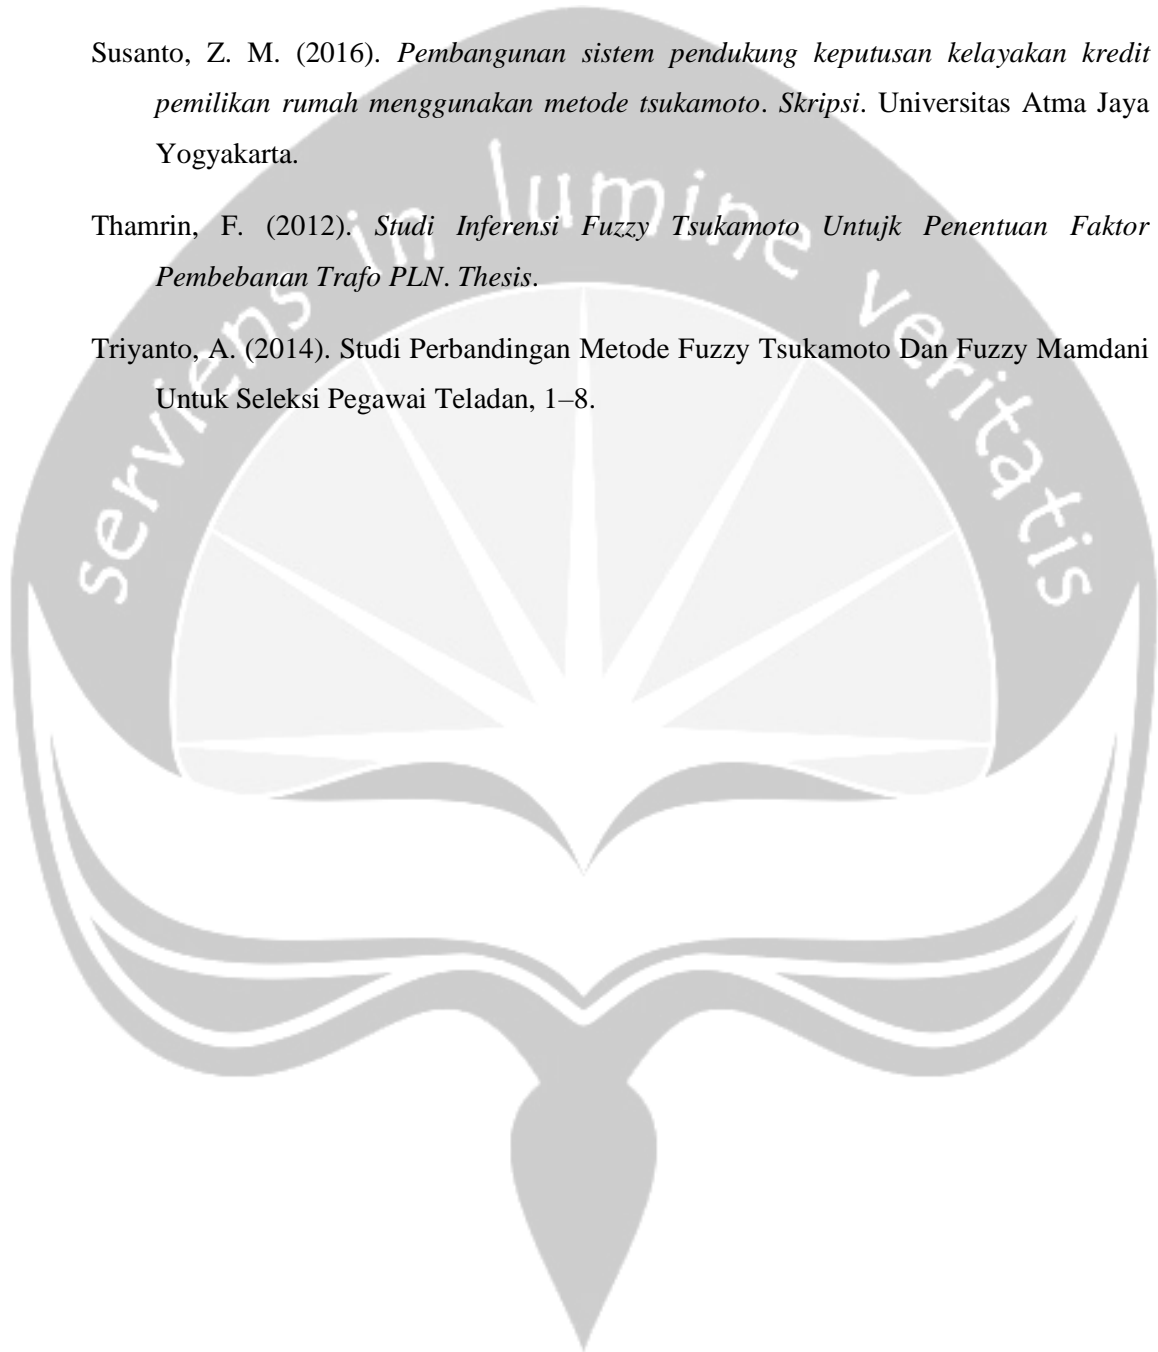 Susanto, Z. M. (2016). Pembangunan sistem pendukung keputusan kelayakan kredit
pemilikan rumah menggunakan metode tsukamoto. Skripsi. Universitas Atma Jaya
Yogyakarta.
Thamrin, F. (2012). Studi Inferensi Fuzzy Tsukamoto Untujk Penentuan Faktor
Pembebanan Trafo PLN. Thesis.
Triyanto, A. (2014). Studi Perbandingan Metode Fuzzy Tsukamoto Dan Fuzzy Mamdani
Untuk Seleksi Pegawai Teladan, 1–8.
serviens in lumine veritatis